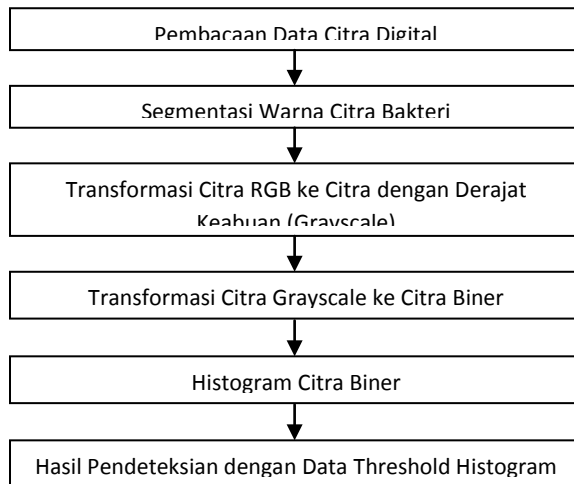 Pembacaan Data Citra Digital
Segmentasi Warna Citra Bakteri
Transformasi Citra RGB ke Citra dengan Derajat
Keabuan (Grayscale)
Transformasi Citra Grayscale ke Citra Biner
Histogram Citra Biner
Hasil Pendeteksian dengan Data Threshold Histogram